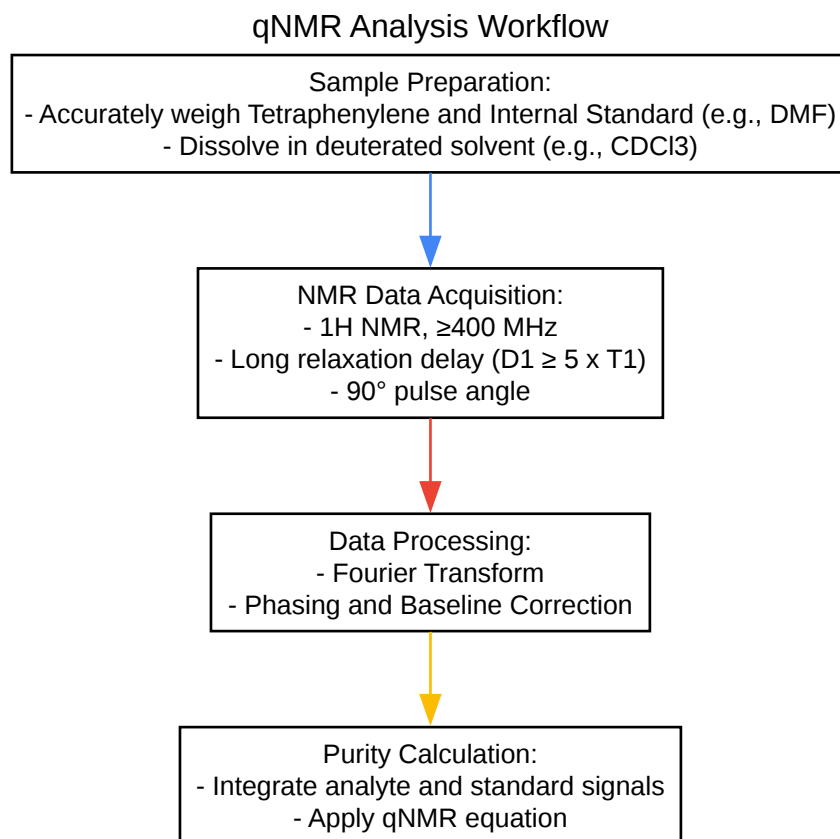 qNMR Analysis Workflow
Sample Preparation:
- Accurately weigh Tetraphenylene and Internal Standard (e.g., DMF)
- Dissolve in deuterated solvent (e.g., CDCl3)
NMR Data Acquisition:
- 1H NMR, ≥400 MHz
- Long relaxation delay (D1 ≥ 5 x T1)
- 90° pulse angle
Data Processing:
- Fourier Transform
- Phasing and Baseline Correction
Purity Calculation:
- Integrate analyte and standard signals
- Apply qNMR equation